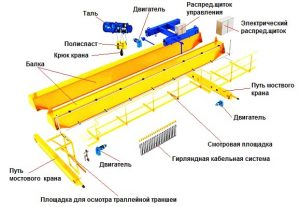 Таль
Двигатель
Распред.щиток
управления
Электрический
распред.щиток
Полиспаст
Крюк крана
Балка
Путь мостового
крана
Двигатель
Смотровая площадка
Двигатель
Гирляндная кабельная система
Путь
мостового крана
Площадка для осмотра траллейной траншеи